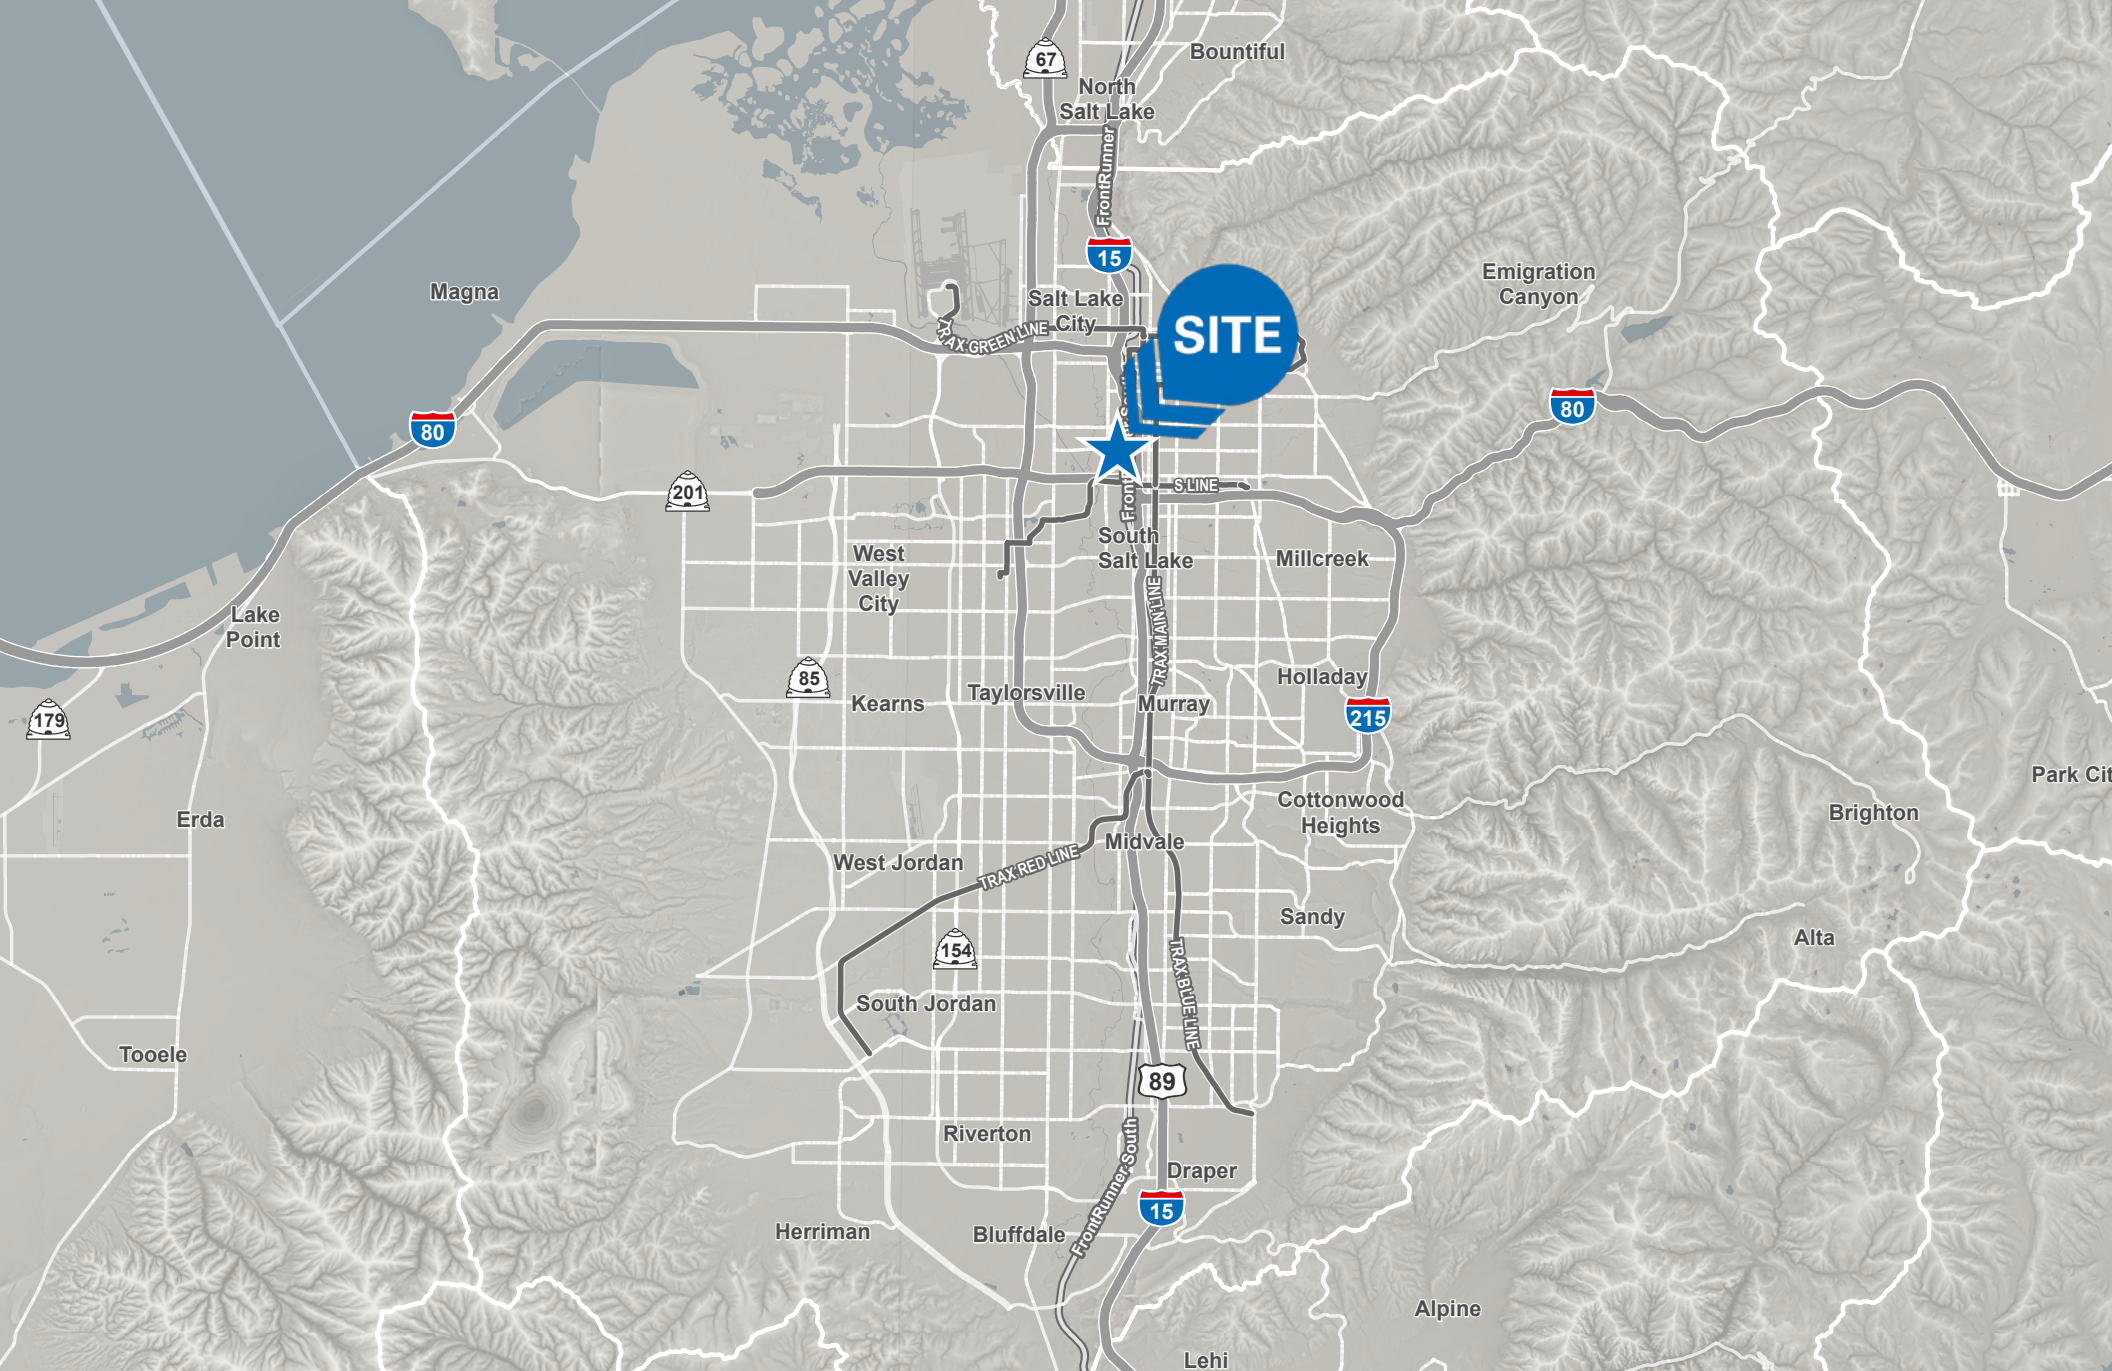 67
Bountiful
North
Salt Lake
FrontRunner
15
Emigration
Canyon
Magna
Salt Lake
City
TRAX GREEN LINE
SITE
80
80
201
S LINE
South
Salt Lake
West
Valley
City
Millcreek
Lake
Point
TRAX MAIN LINE
85
Holladay
Kearns
Taylorsville
Murray
179
215
Park Cit
Erda
Cottonwood
Heights
Brighton
Midvale
West Jordan
TRAX RED LINE
Sandy
154
Alta
South Jordan
TRAX BLUE LINE
Tooele
89
Riverton
FrontRunner South
Draper
15
Herriman
Bluffdale
Alpine
Lehi